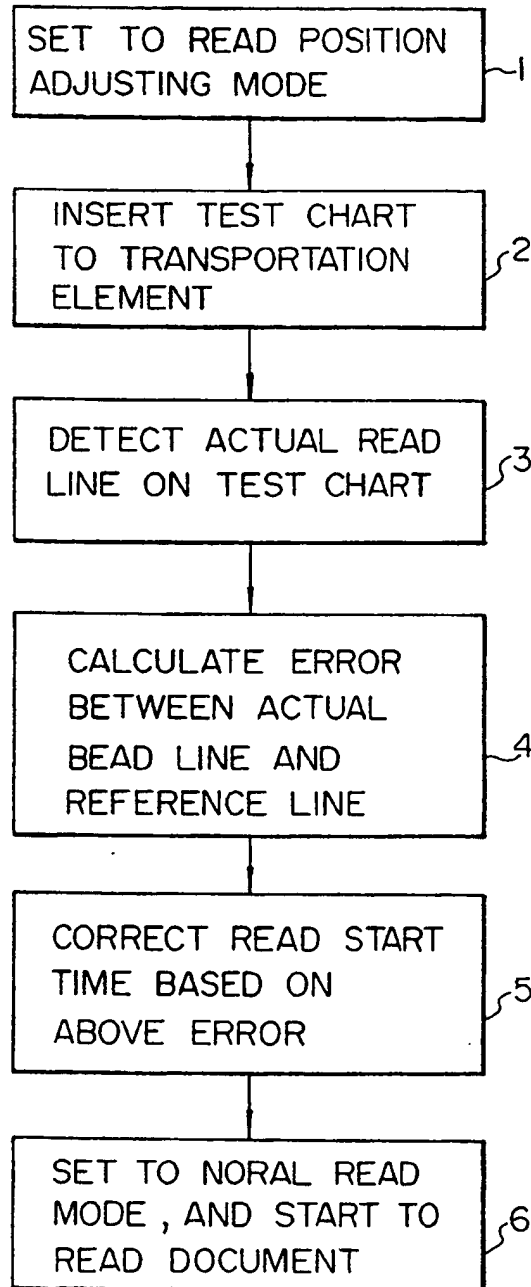 SET TO READ POSITION
ADJUSTING MODE
1
INSERT TEST CHART
TO TRANSPORTATION
ELEMENT
2
DETECT ACTUAL READ
LINE ON TEST CHART
3
CALCULATE ERROR
BETWEEN ACTUAL
BEAD LINE AND
REFERENCE LINE
4
CORRECT READ START
TIME BASED ON
ABOVE ERROR
5
SET TO NORAL READ
MODE, AND START TO
READ DOCUMENT
6